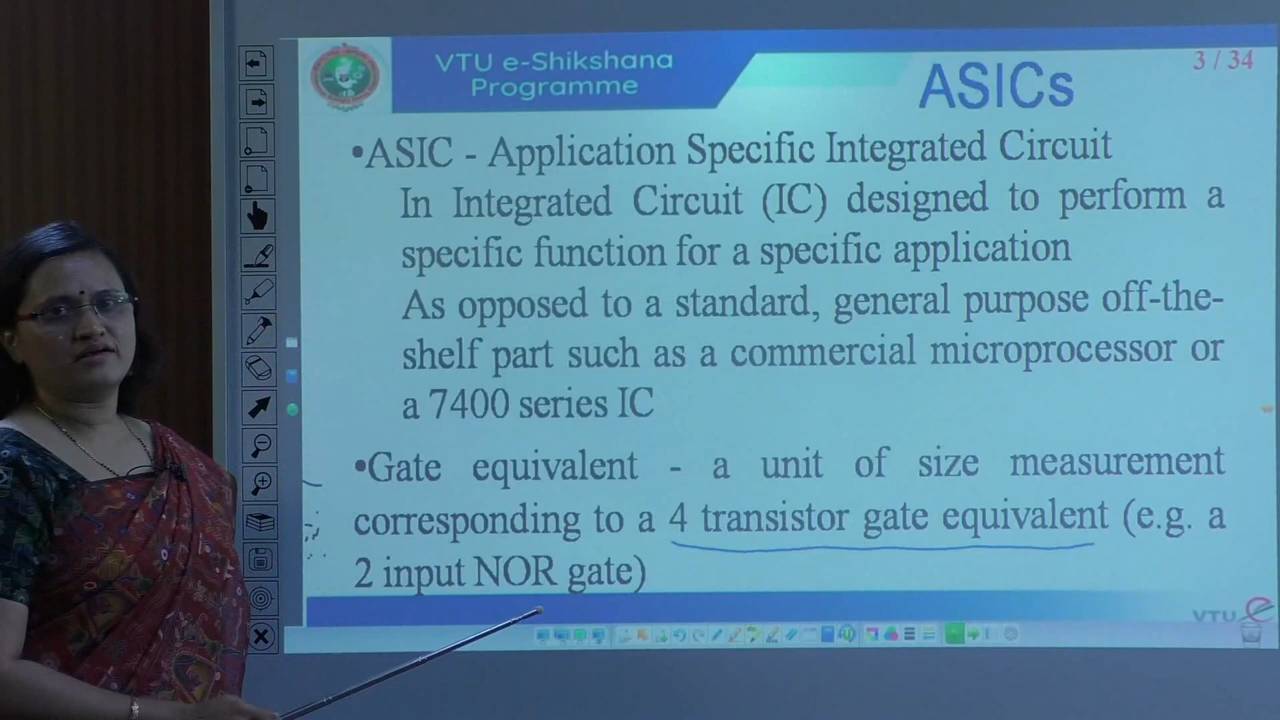 VTU e-Shikshana
Programme
ASICs
3 / 34
•ASIC - Application Specific Integrated Circuit
In Integrated Circuit (IC) designed to perform a
specific function for a specific application
As opposed to a standard, general purpose off-the-
shelf part such as a commercial microprocessor or
a 7400 series IC
•Gate equivalent - a unit of size measurement
corresponding to a 4 transistor gate equivalent (e.g. a
2 input NOR gate)
VTU e